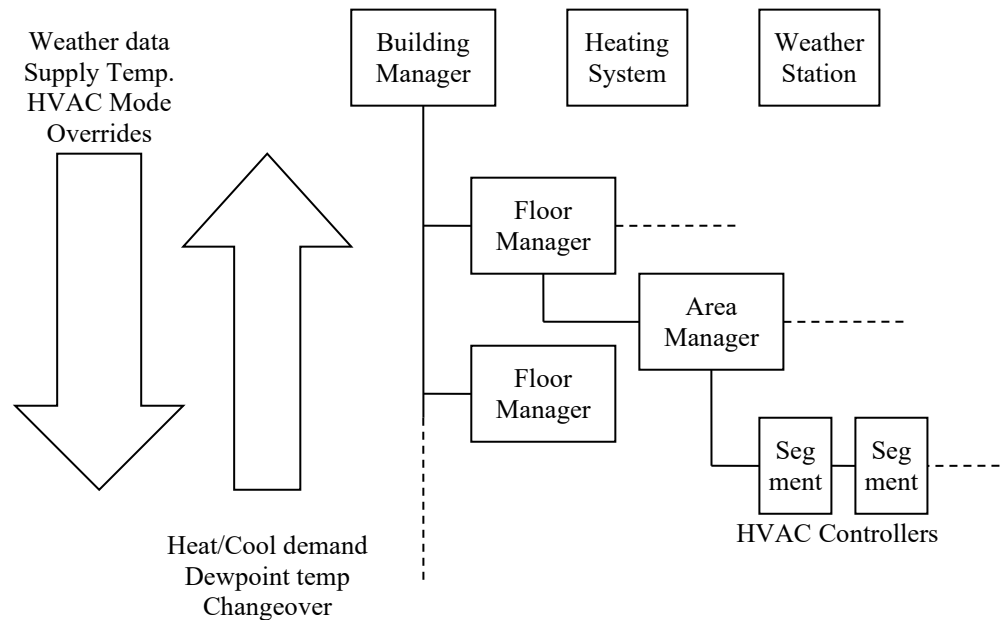 Weather data
Supply Temp.
HVAC Mode
Overrides
Building
Manager
Heating
System
Weather
Station
Floor
Manager
Area
Manager
Floor
Manager
Seg
ment
Seg
ment
HVAC Controllers
Heat/Cool demand
Dewpoint temp
Changeover